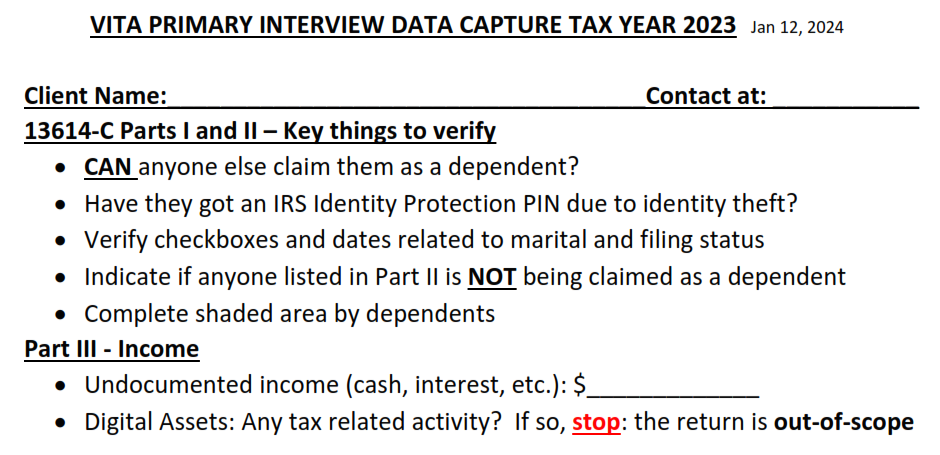 VITA PRIMARY INTERVIEW DATA CAPTURE TAX YEAR 2023 Jan 12, 2024
Client Name:____________________________________Contact at: ___________
13614-C Parts I and II – Key things to verify
• CAN anyone else claim them as a dependent?
• Have they got an IRS Identity Protection PIN due to identity theft?
• Verify checkboxes and dates related to marital and filing status
• Indicate if anyone listed in Part II is NOT being claimed as a dependent
• Complete shaded area by dependents
Part III - Income
• Undocumented income (cash, interest, etc.): $_____________
• Digital Assets: Any tax related activity? If so, stop: the return is out-of-scope